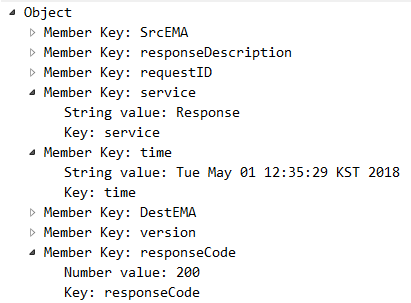 Object
Member Key: SrcEMA
Member Key: responseDescription
Member Key: requestID
Member Key: service
String value: Response
Key: service
Member Key: time
String value: Tue May 01 12:35:29 KST 2018
Key: time
Member Key: DestEMA
Member Key: version
Member Key: responseCode
Number value: 200
Key: responseCode